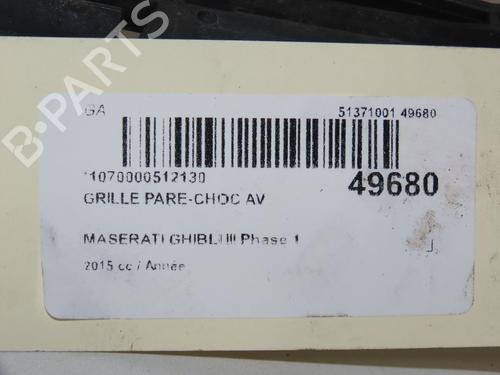 GA 51371001 49680
*1070000512130 49680
GRILLE PARE-CHOC AV
MASERATI GHIBLI III Phase 1
2015 cc / Année
B-PARTS